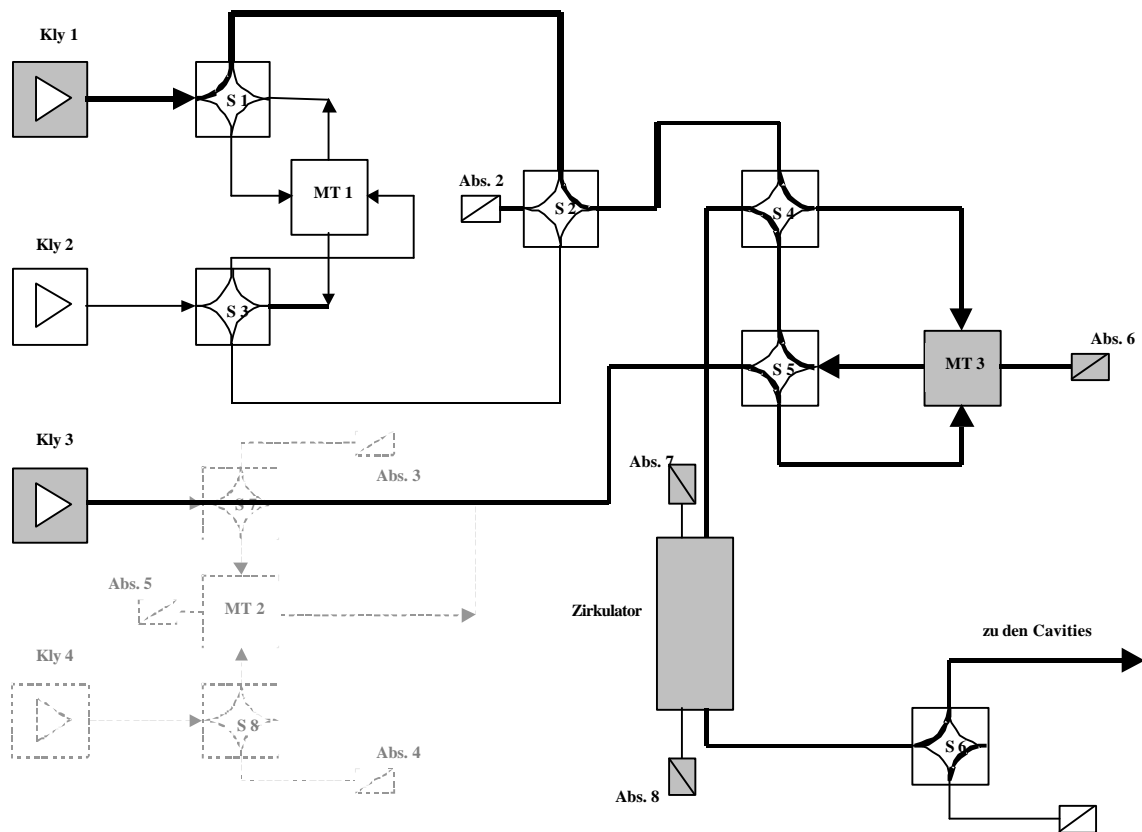 Kly 1
S 1
MT 1
Abs. 2
S 2
S 4
Kly 2
S 3
Abs. 6
MT 3
S 5
Kly 3
Abs. 3
Abs. 7
S 7
Abs. 5
MT 2
Zirkulator
zu den Cavities
Kly 4
S 8
Abs. 4
S 6
Abs. 8